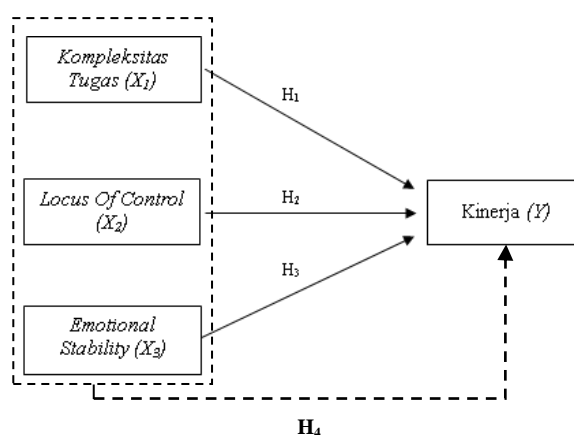 Kompleksitas
Tugas (X₁)
H₁
Locus Of Control
(X₂)
H₂
Kinerja (Y)
H₃
Emotional
Stability (X₃)
H₄